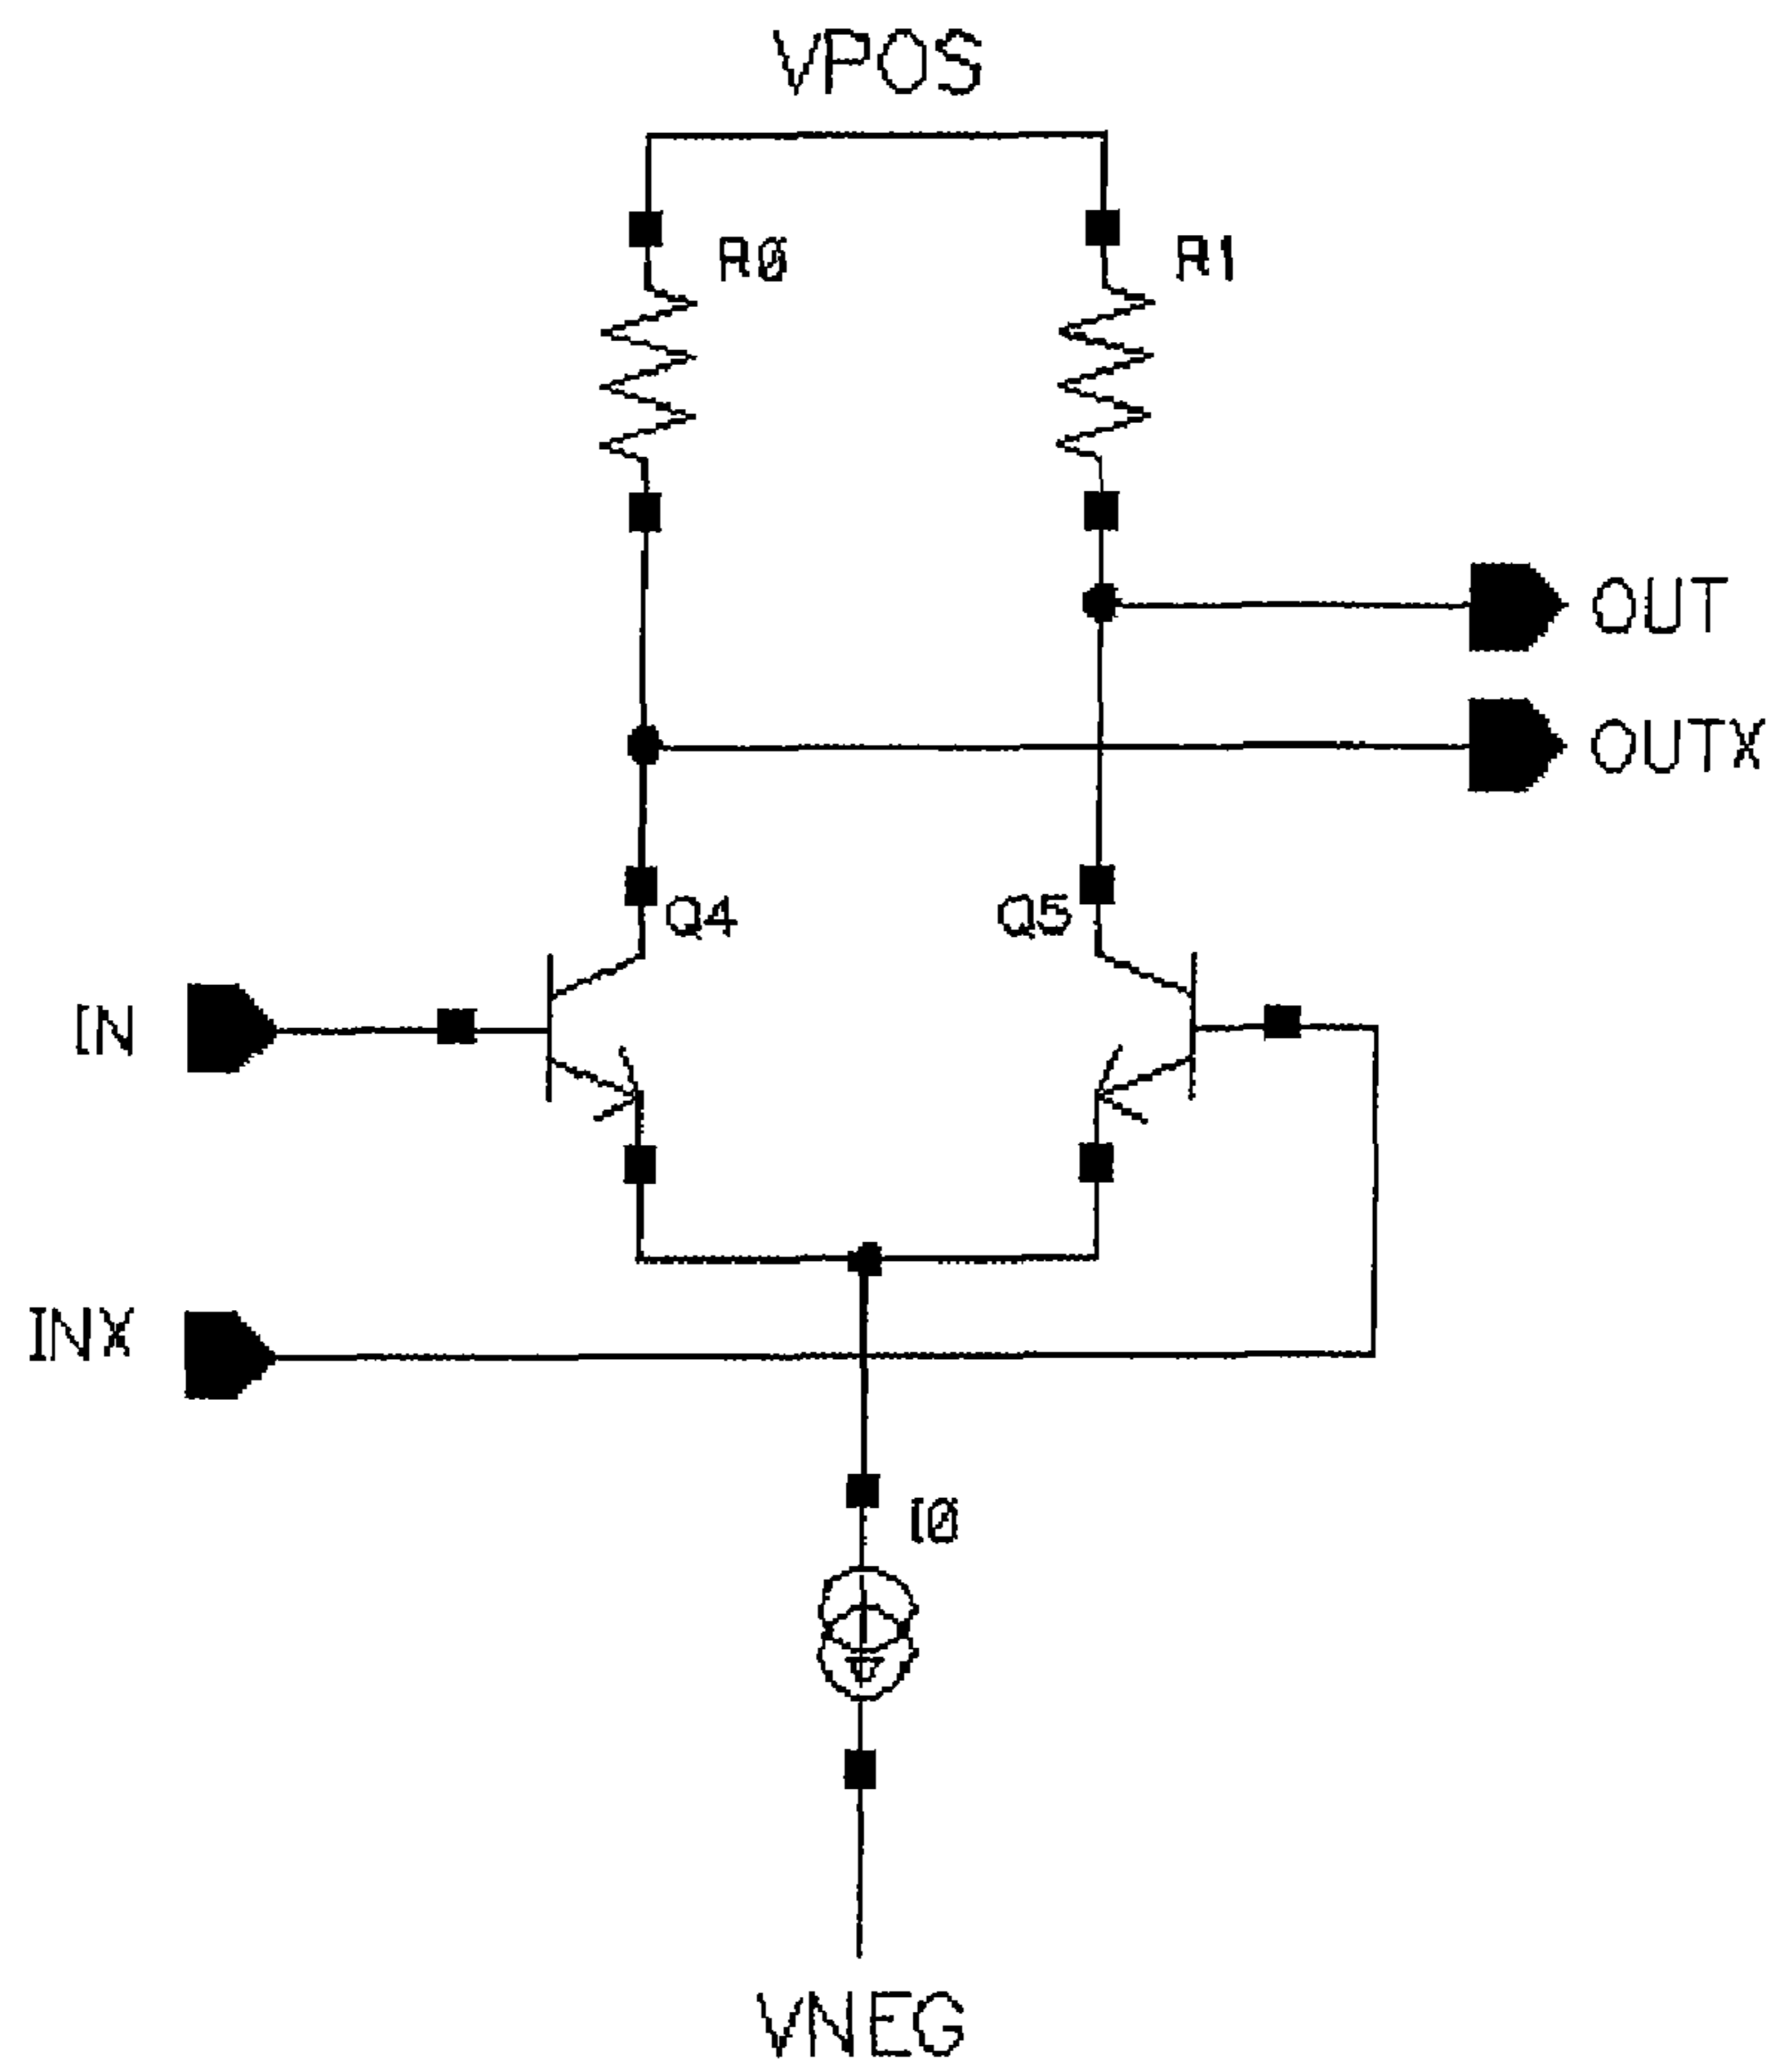 VPOS
R0
R1
OUT
OUTX
Q4
Q5
IN
INX
I0
VNEG